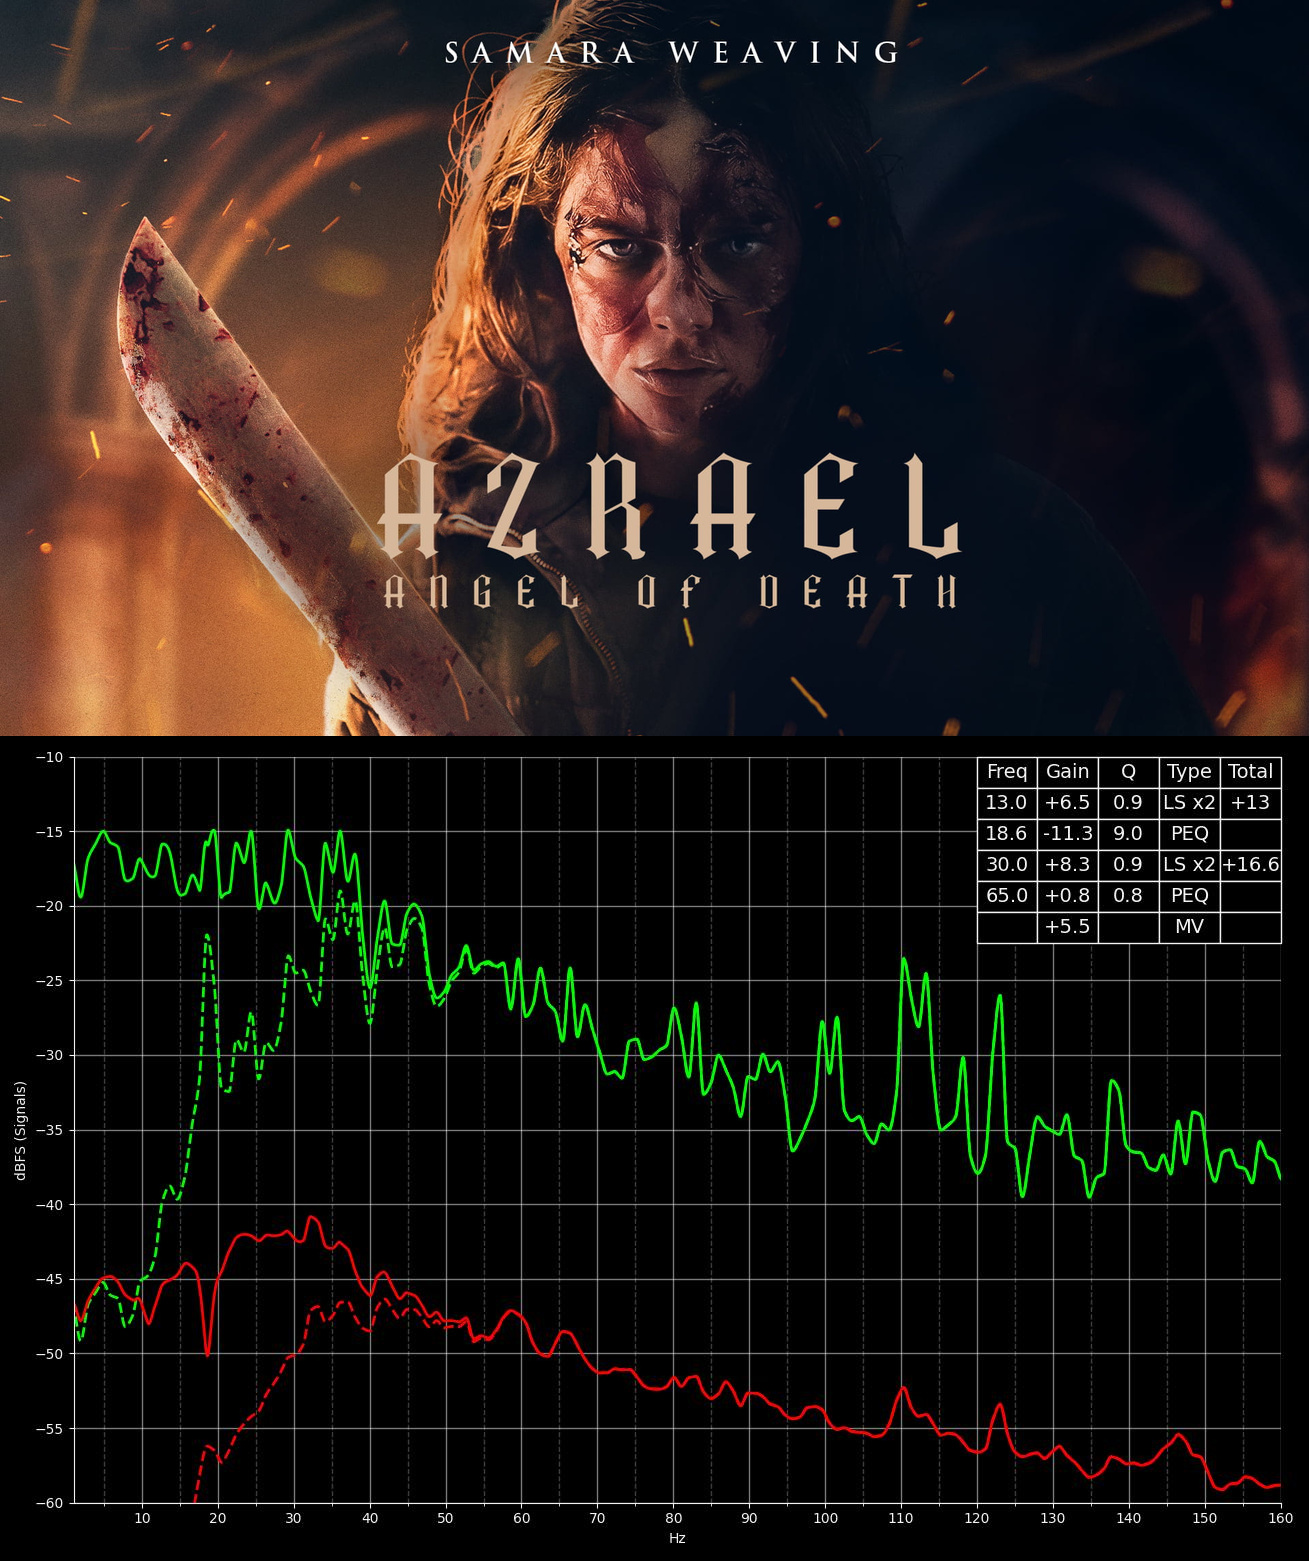 SAMARA WEAVING
AZRAEL
ANGEL OF DEATH
Freq Gain Q Type Total
13.0 +6.5 0.9 LS x2 +13
18.6 -11.3 9.0 PEQ
30.0 +8.3 0.9 LS x2 +16.6
65.0 +0.8 0.8 PEQ
+5.5 MV
−10
−15
−20
−25
−30
−35
−40
−45
−50
−55
−60
dBFS (Signals)
10 20 30 40 50 60 70 80 90 100 110 120 130 140 150 160
Hz